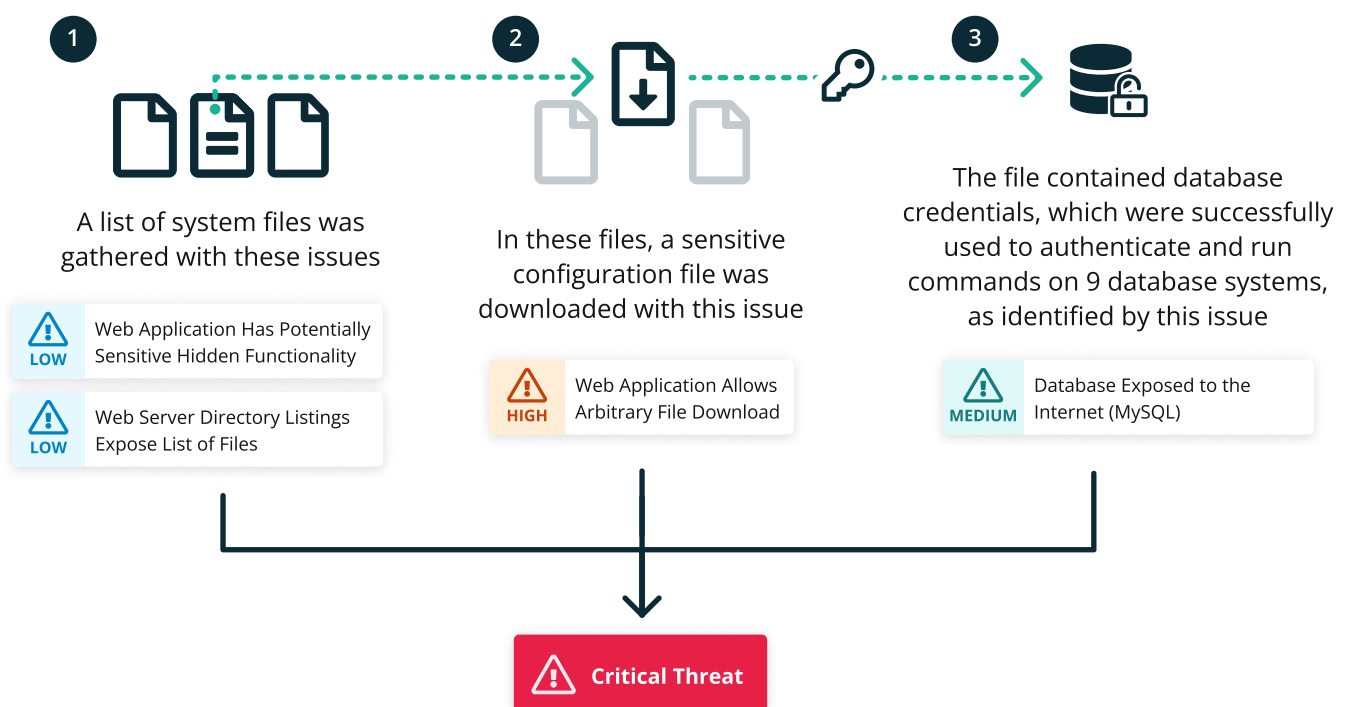 1
A list of system files was
gathered with these issues
LOW
Web Application Has Potentially
Sensitive Hidden Functionality
LOW
Web Server Directory Listings
Expose List of Files
2
In these files, a sensitive
configuration file was
downloaded with this issue
HIGH
Web Application Allows
Arbitrary File Download
3
The file contained database
credentials, which were successfully
used to authenticate and run
commands on 9 database systems,
as identified by this issue
MEDIUM
Database Exposed to the
Internet (MySQL)
Critical Threat